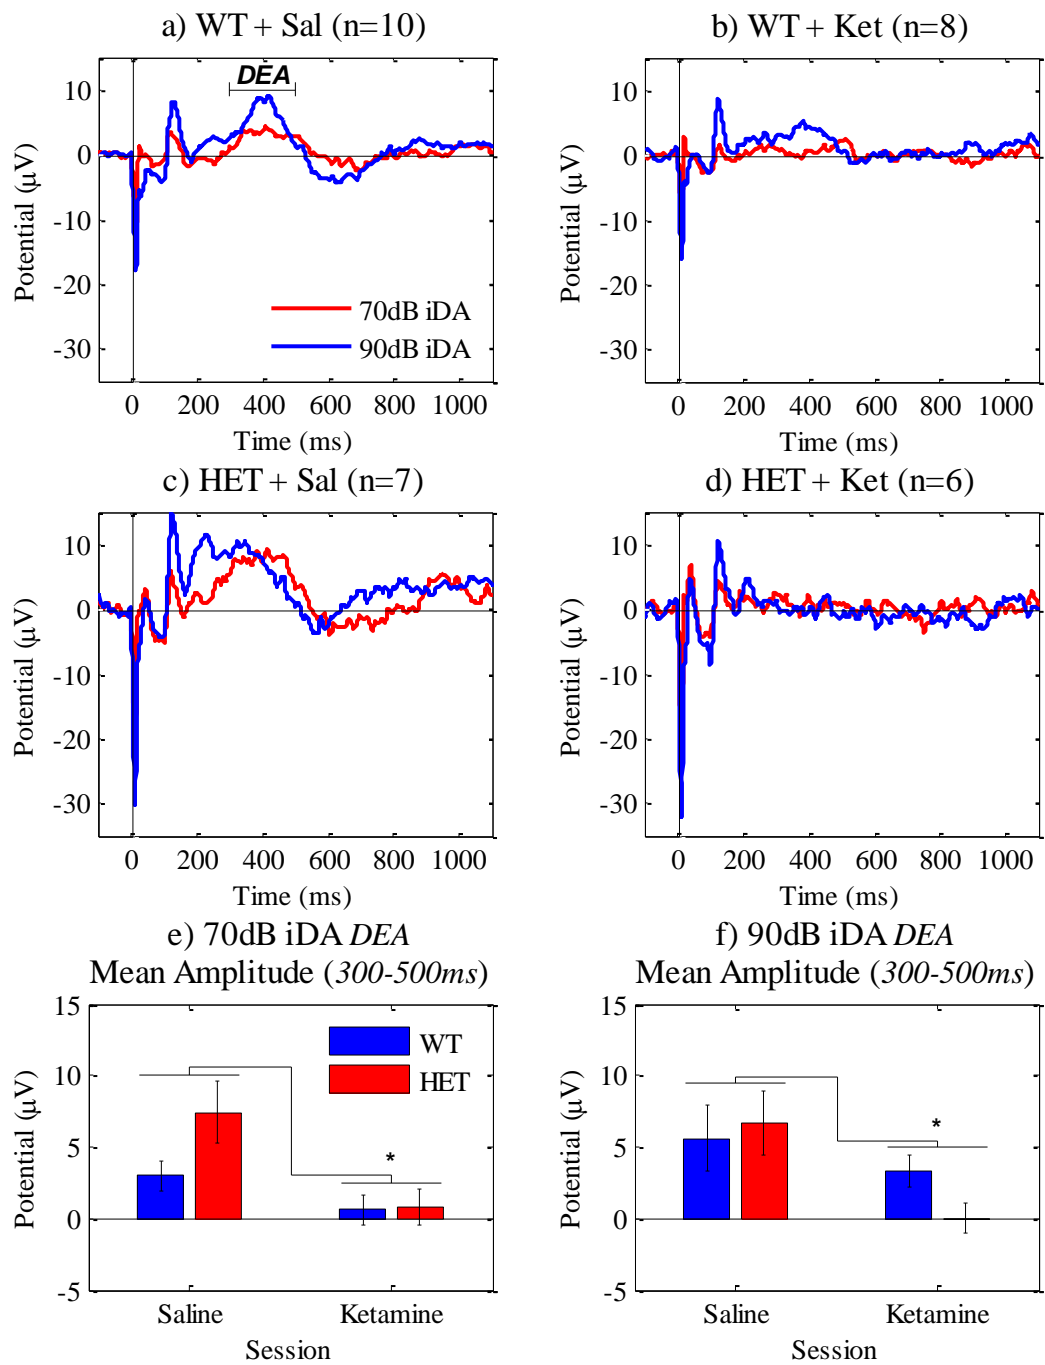 a) WT + Sal (n=10)
DEA
10
0
-10
-20
-30
Potential (µV)
70dB iDA
90dB iDA
0 200 400 600 800 1000
Time (ms)
b) WT + Ket (n=8)
10
0
-10
-20
-30
Potential (µV)
0 200 400 600 800 1000
Time (ms)
c) HET + Sal (n=7)
10
0
-10
-20
-30
Potential (µV)
0 200 400 600 800 1000
Time (ms)
d) HET + Ket (n=6)
10
0
-10
-20
-30
Potential (µV)
0 200 400 600 800 1000
Time (ms)
e) 70dB iDA DEA
Mean Amplitude (300-500ms)
15
10
5
0
-5
Potential (µV)
WT
HET
*
Saline Ketamine
Session
f) 90dB iDA DEA
Mean Amplitude (300-500ms)
15
10
5
0
-5
Potential (µV)
*
Saline Ketamine
Session